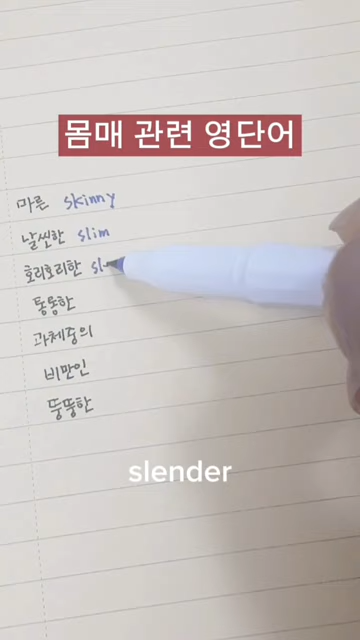 몸매 관련 영단어
마른 skinny
날씬한 slim
호리호리한 sl
통통한
과체중의
비만인
뚱뚱한
slender